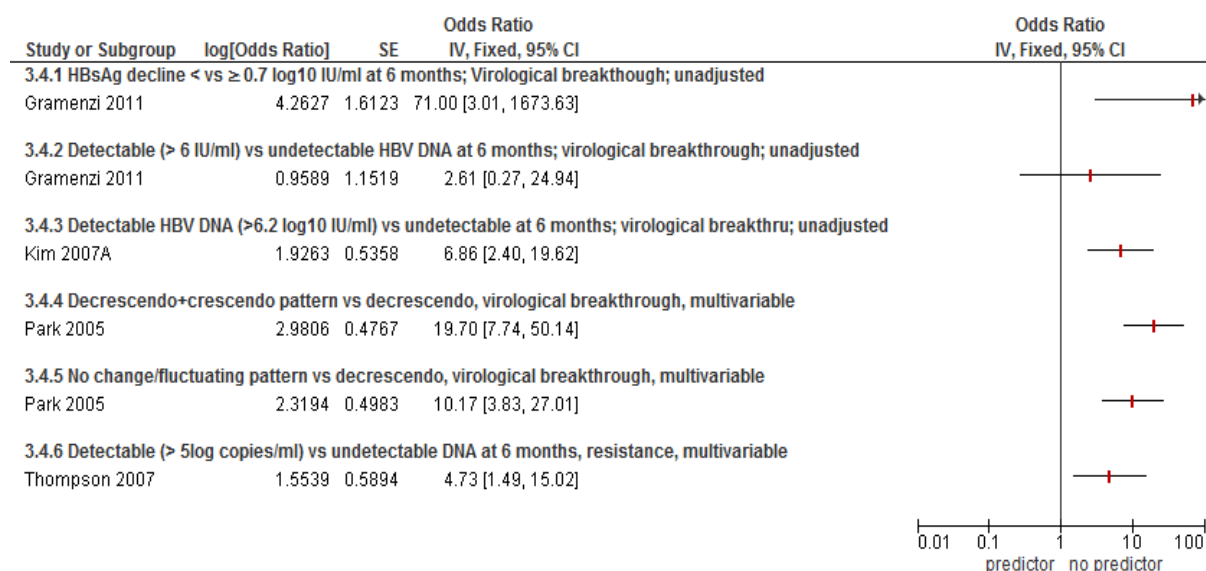 Odds Ratio Odds Ratio
Study or Subgroup log[Odds Ratio] SE IV, Fixed, 95% CI IV, Fixed, 95% CI
3.4.1 HBsAg decline < vs ≥ 0.7 log10 IU/ml at 6 months; Virological breakthough; unadjusted
Gramenzi 2011 4.2627 1.6123 71.00 [3.01, 1673.63]
3.4.2 Detectable (> 6 IU/ml) vs undetectable HBV DNA at 6 months; virological breakthrough; unadjusted
Gramenzi 2011 0.9589 1.1519 2.61 [0.27, 24.94]
3.4.3 Detectable HBV DNA (>6.2 log10 IU/ml) vs undetectable at 6 months; virological breakthru; unadjusted
Kim 2007A 1.9263 0.5358 6.86 [2.40, 19.62]
3.4.4 Decrescendo+crescendo pattern vs decrescendo, virological breakthrough, multivariable
Park 2005 2.9806 0.4767 19.70 [7.74, 50.14]
3.4.5 No change/fluctuating pattern vs decrescendo, virological breakthrough, multivariable
Park 2005 2.3194 0.4983 10.17 [3.83, 27.01]
3.4.6 Detectable (> 5log copies/ml) vs undetectable DNA at 6 months, resistance, multivariable
Thompson 2007 1.5539 0.5894 4.73 [1.49, 15.02]
0.01 0.1 1 10 100
predictor no predictor